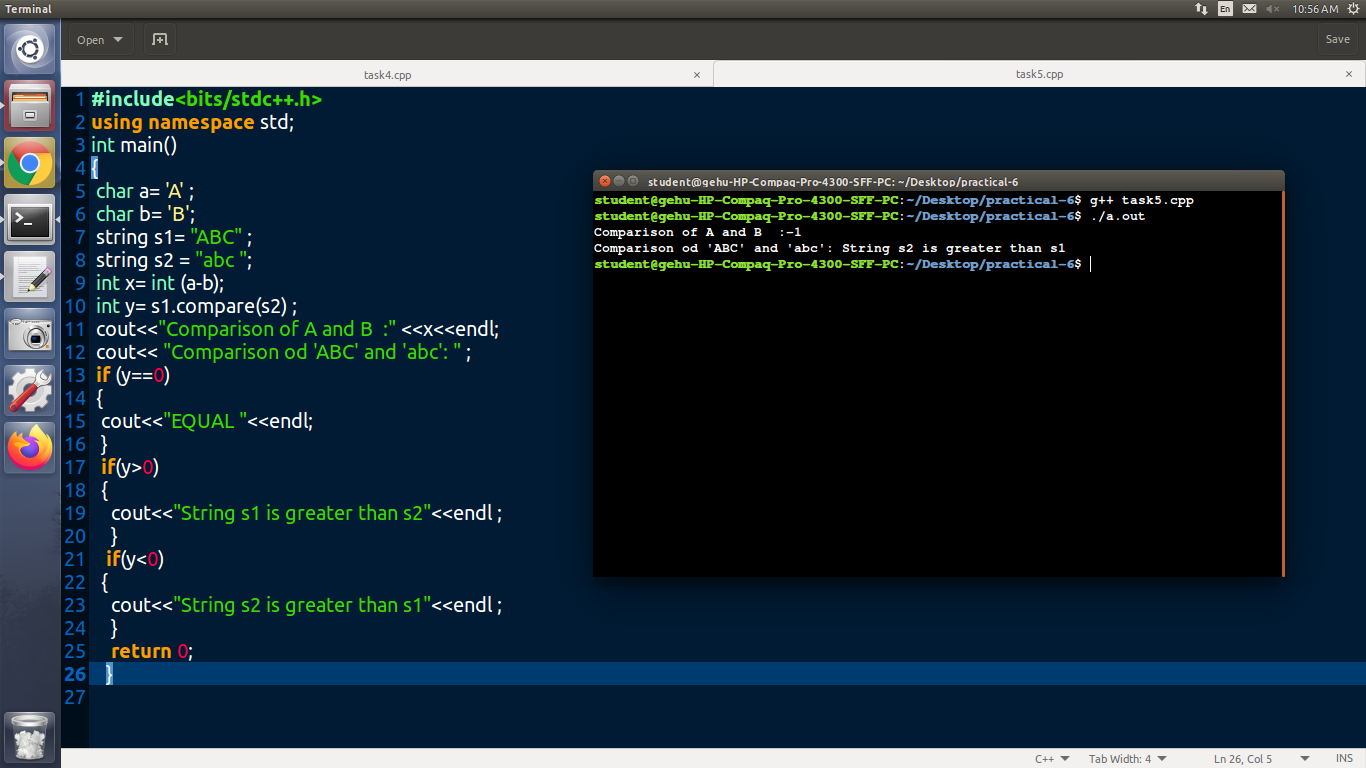 Terminal
En
10:56 AM
Open
Save
task4.cpp
task5.cpp
1 #include<bits/stdc++.h>
2 using namespace std;
3 int main()
4 {
5 char a= 'A' ;
6 char b= 'B';
7 string s1= "ABC" ;
8 string s2 = "abc ";
9 int x= int (a-b);
10 int y= s1.compare(s2) ;
11 cout<<"Comparison of A and B  :" <<x<<endl;
12 cout<< "Comparison od 'ABC' and 'abc': " ;
13 if (y==0)
14 {
15 cout<<"EQUAL "<<endl;
16 }
17 if(y>0)
18 {
19 cout<<"String s1 is greater than s2"<<endl ;
20 }
21 if(y<0)
22 {
23 cout<<"String s2 is greater than s1"<<endl ;
24 }
25 return 0;
26 }
27
student@gehu-HP-Compaq-Pro-4300-SFF-PC: ~/Desktop/practical-6
student@gehu-HP-Compaq-Pro-4300-SFF-PC:~/Desktop/practical-6$ g++ task5.cpp
student@gehu-HP-Compaq-Pro-4300-SFF-PC:~/Desktop/practical-6$ ./a.out
Comparison of A and B  :-1
Comparison od 'ABC' and 'abc': String s2 is greater than s1
student@gehu-HP-Compaq-Pro-4300-SFF-PC:~/Desktop/practical-6$
C++
Tab Width: 4
Ln 26, Col 5
INS